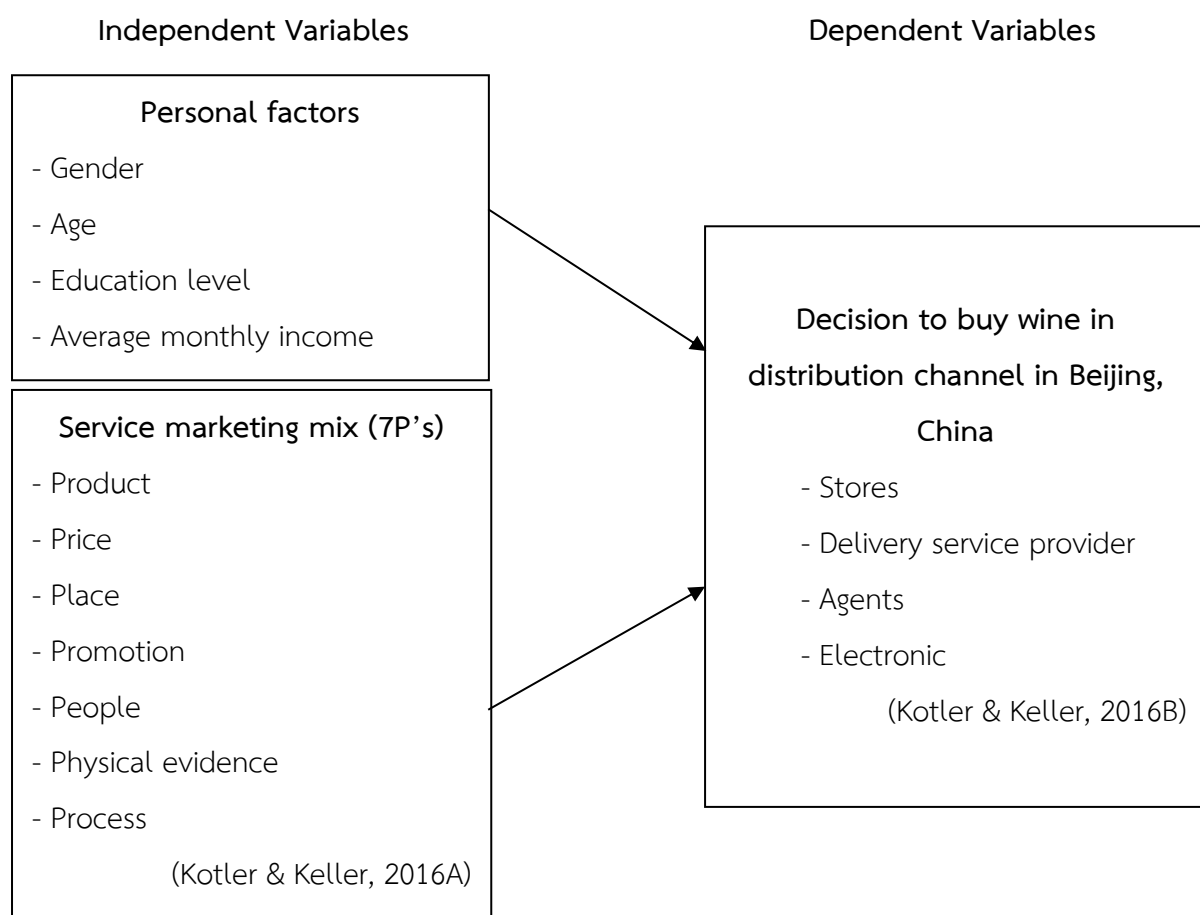 Independent Variables
Dependent Variables
Personal factors
- Gender
- Age
- Education level
- Average monthly income
Service marketing mix (7P’s)
- Product
- Price
- Place
- Promotion
- People
- Physical evidence
- Process
(Kotler & Keller, 2016A)
Decision to buy wine in
distribution channel in Beijing,
China
- Stores
- Delivery service provider
- Agents
- Electronic
(Kotler & Keller, 2016B)